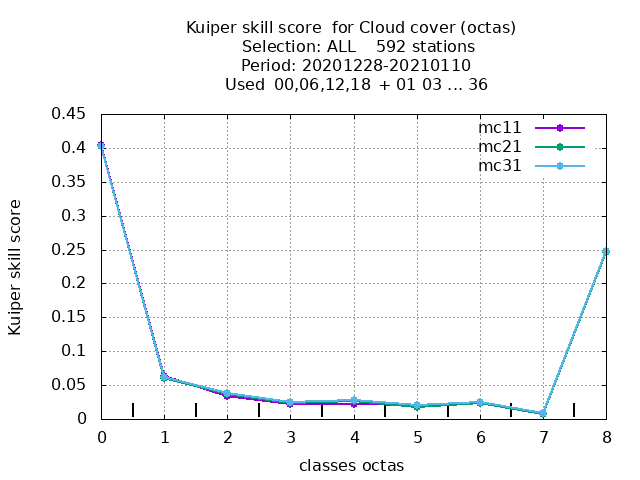 Kuiper skill score  for Cloud cover (octas)
Selection: ALL    592 stations
Period: 20201228-20210110
Used  00,06,12,18  + 01 03 ... 36
mc11
mc21
mc31
0.45
0.4
0.35
0.3
0.25
0.2
0.15
0.1
0.05
0
Kuiper skill score
0 1 2 3 4 5 6 7 8
classes octas